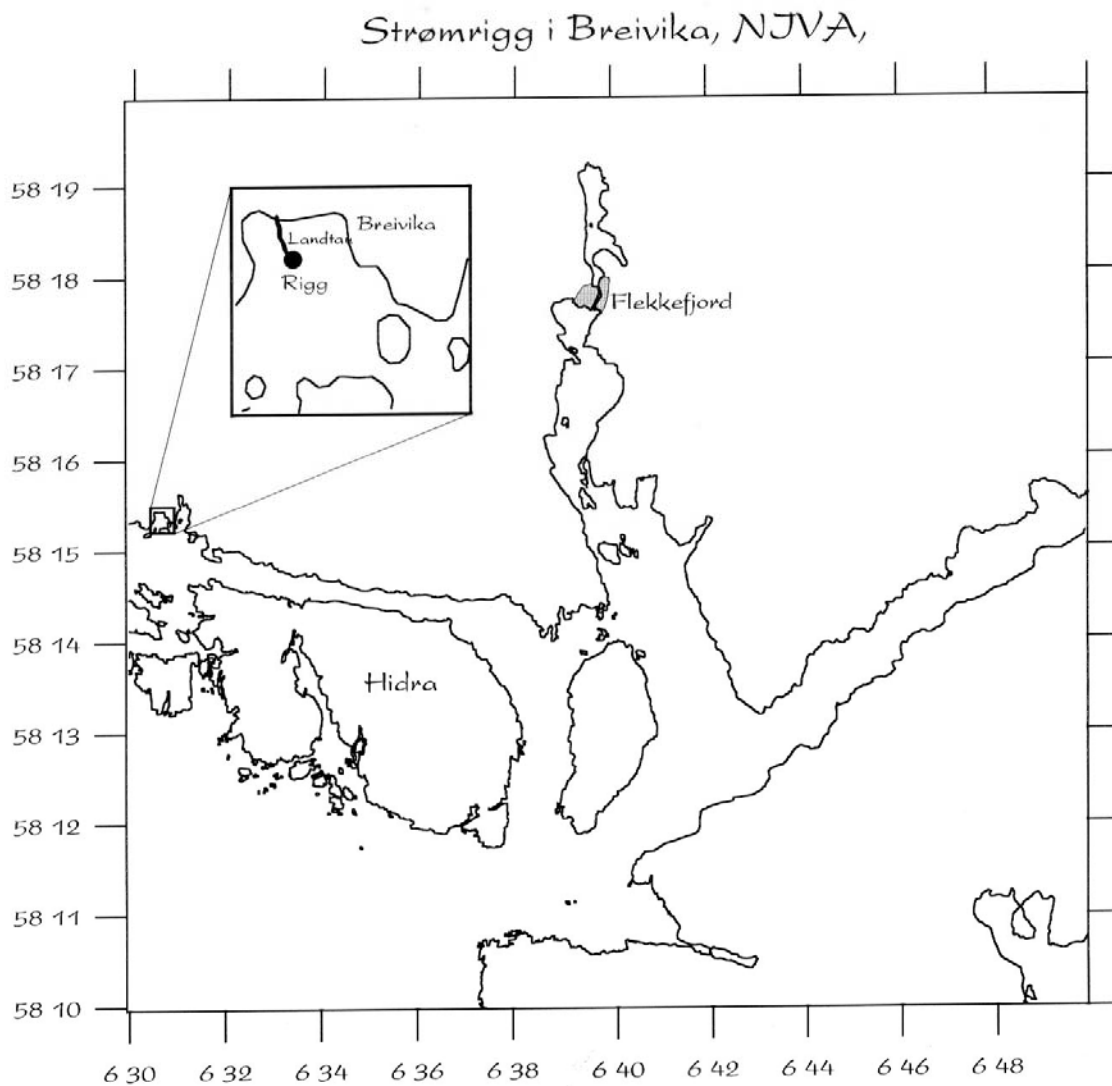 Strømrigg i Breivika, NIVA,
58 19
58 18
58 17
58 16
58 15
58 14
58 13
58 12
58 11
58 10
Breivika
Landtau
Rigg
Flekkefjord
Hidra
6 30 6 32 6 34 6 36 6 38 6 40 6 42 6 44 6 46 6 48